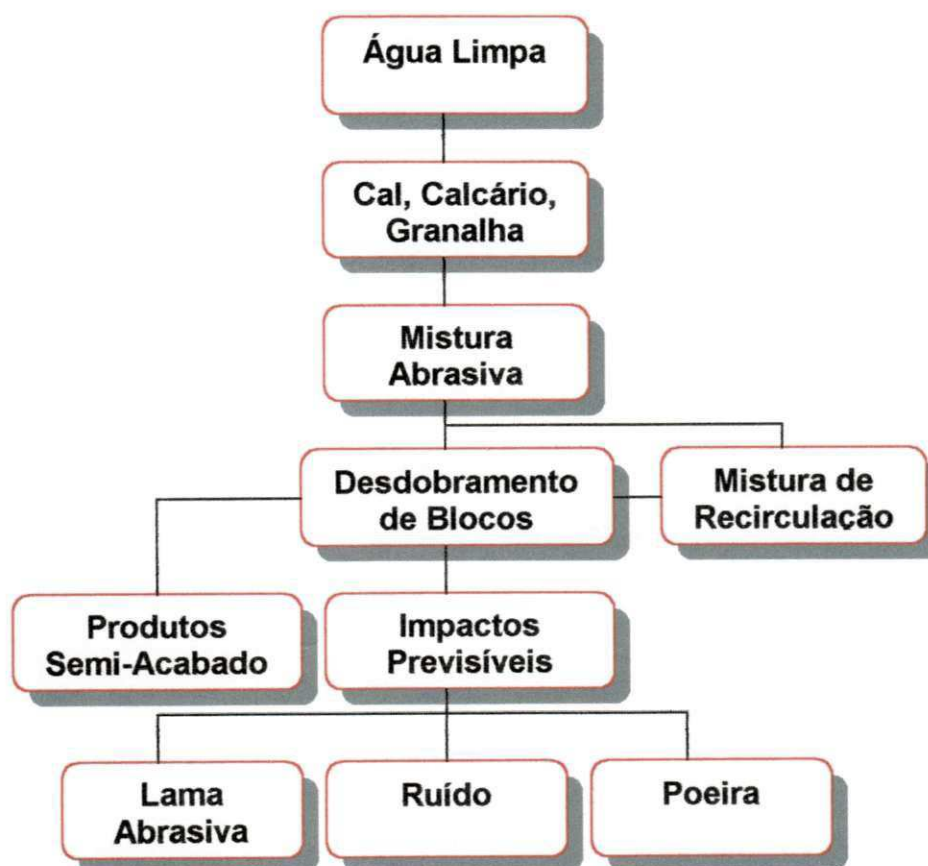 Água Limpa
Cal, Calcário,
Granalha
Mistura
Abrasiva
Desdobramento
de Blocos
Mistura de
Recirculação
Produtos
Semi-Acabado
Impactos
Previsíveis
Lama
Abrasiva
Ruído
Poeira